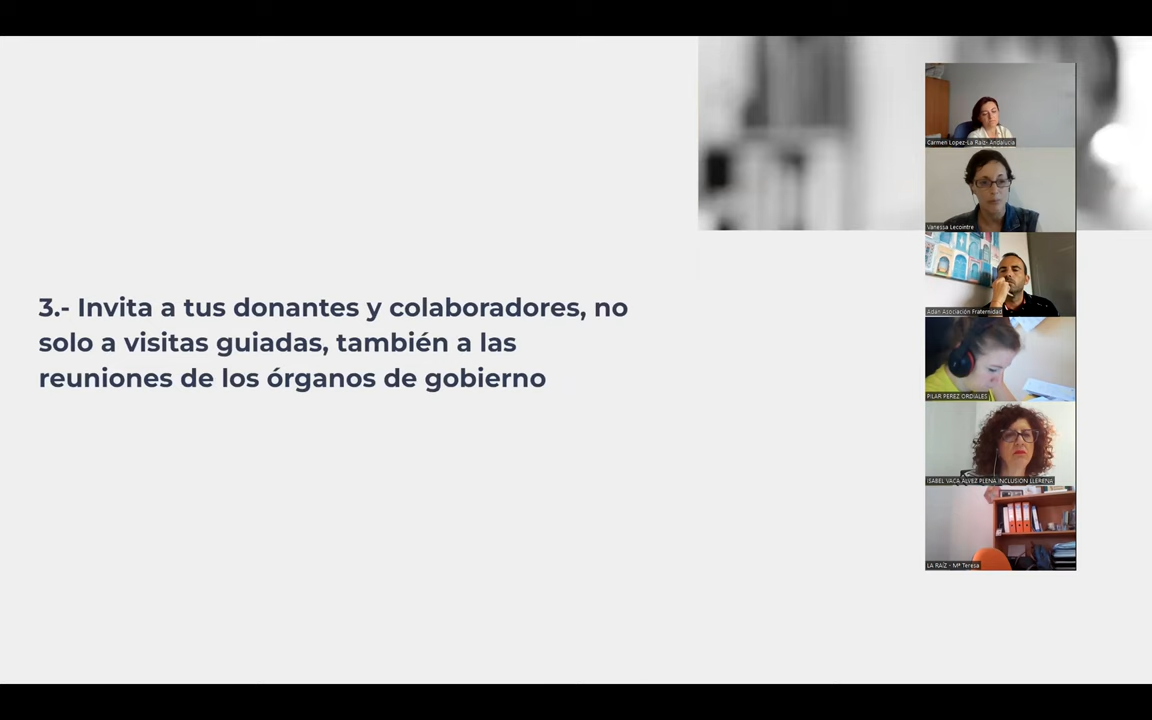 3.- Invita a tus donantes y colaboradores, no
solo a visitas guiadas, también a las
reuniones de los órganos de gobierno
Carmen Lopez-La Raíz- Andalucía
Vanessa Lecointre
Adán Asociación Fraternidad
PILAR PEREZ ORDIALES
ISABEL VACA ALVEZ PLENA INCLUSION LLERENA
LA RAÍZ - Mª Teresa